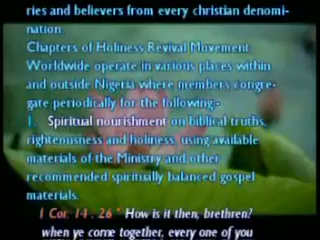 ries and believers from every christian denomi-
nation.
Chapters of Holiness Revival Movement
Worldwide operate in various places within
and outside Nigeria where members congre-
gate periodically for the following:-
1. Spiritual nourishment on biblical truths,
righteousness and holiness, using available
materials of the Ministry and other
recommended spiritually balanced gospel
materials.
1 Cor. 14 . 26 " How is it then, brethren?
when ye come together, every one of you